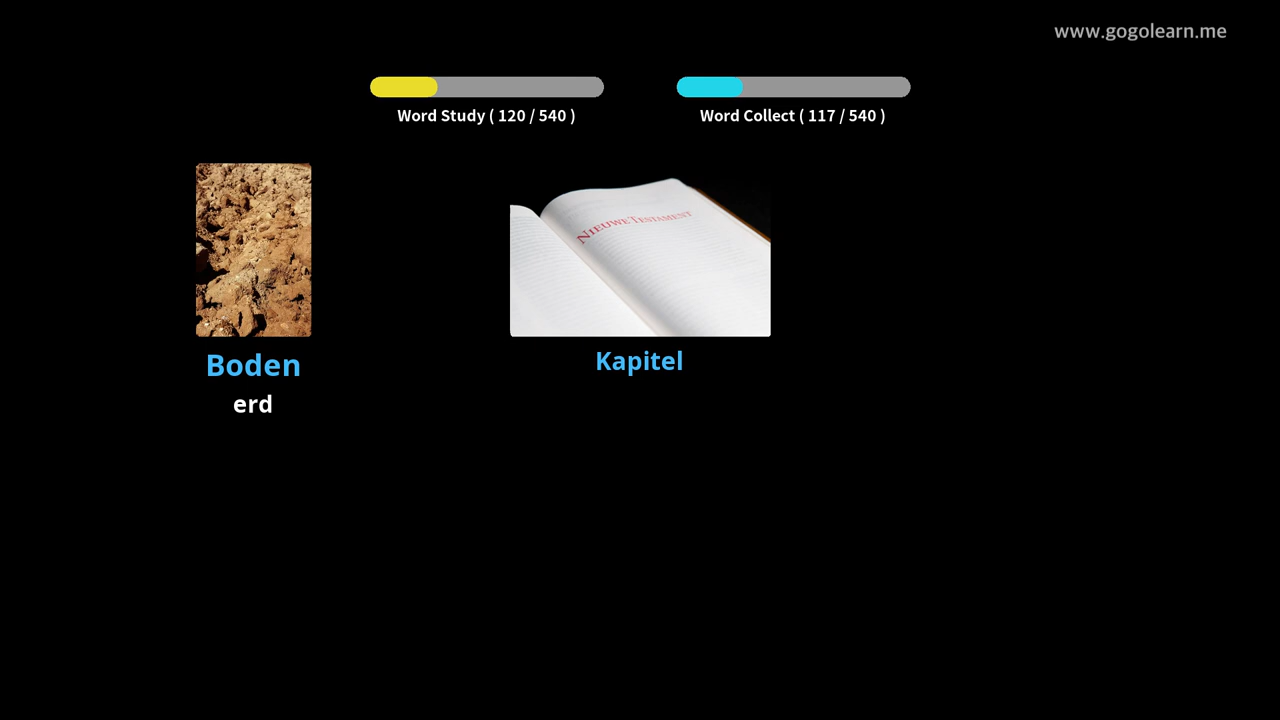 www.gogolearn.me
Word Study ( 120 / 540 )
Word Collect ( 117 / 540 )
NIEUWE TESTAMENT
Boden
Kapitel
erd